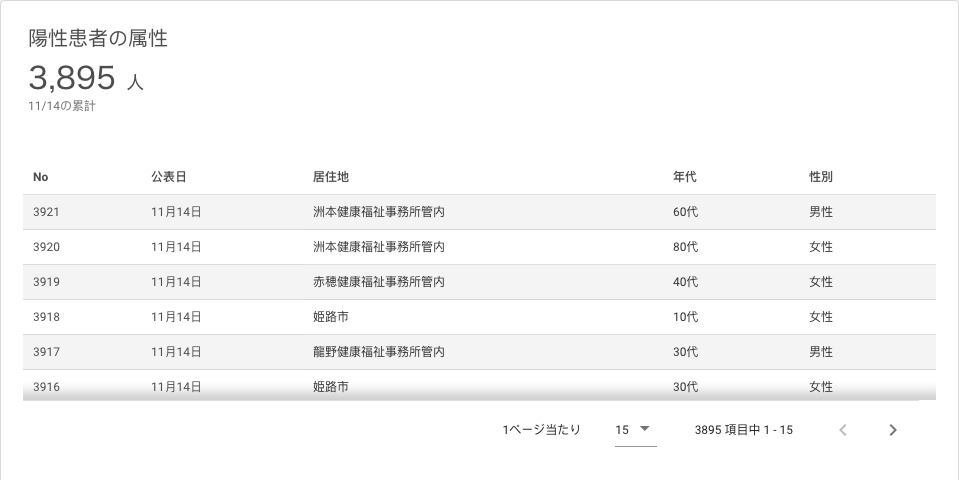 陽性患者の属性
3,895 人
11/14の累計
No 公表日 居住地 年代 性別
3921 11月14日 洲本健康福祉事務所管内 60代 男性
3920 11月14日 洲本健康福祉事務所管内 80代 女性
3919 11月14日 赤穂健康福祉事務所管内 40代 女性
3918 11月14日 姫路市 10代 女性
3917 11月14日 龍野健康福祉事務所管内 30代 男性
3916 11月14日 姫路市 30代 女性
1ページ当たり 15 3895 項目中 1 - 15